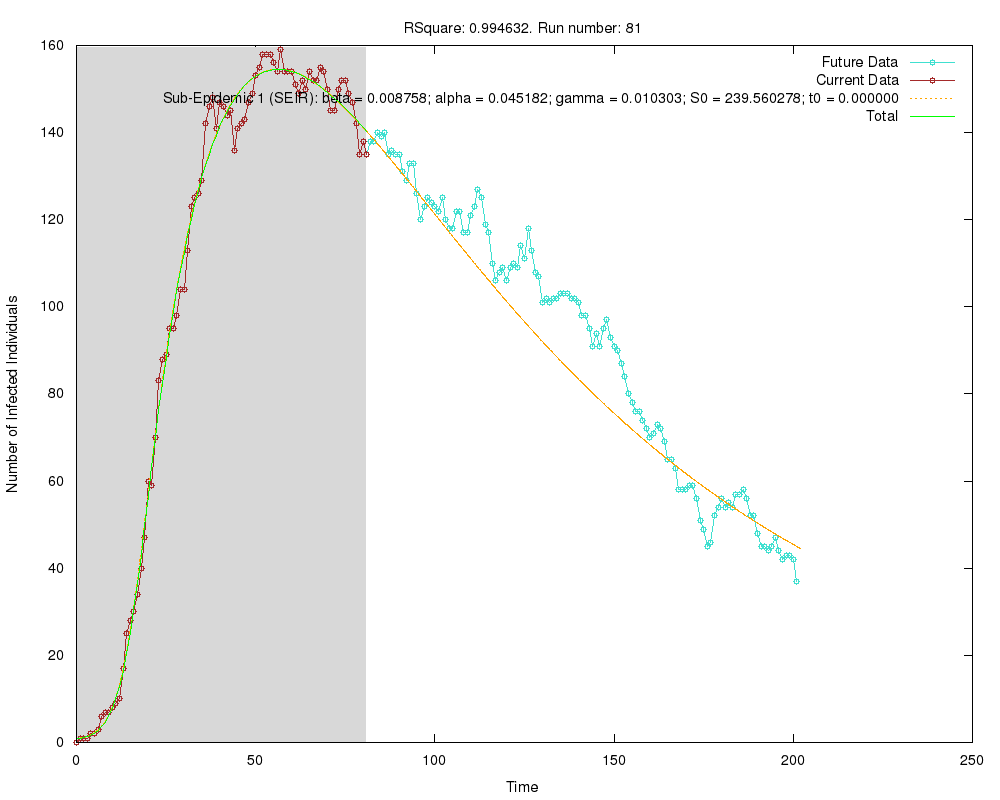 RSquare: 0.994632. Run number: 81
160
140
120
100
80
60
40
20
0
Number of Infected Individuals
Future Data
Current Data
Sub-Epidemic 1 (SEIR): beta = 0.008758; alpha = 0.045182; gamma = 0.010303; S0 = 239.560278; t0 = 0.000000
Total
0 50 100 150 200 250
Time